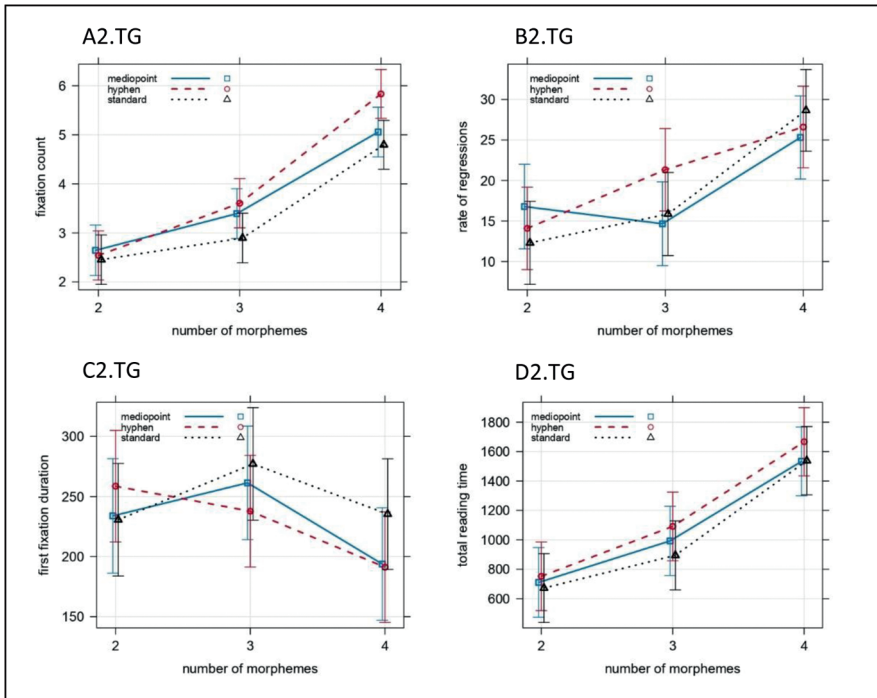 A2.TG
mediopoint
hyphen
standard
6
5
4
3
2
fixation count
2 3 4
number of morphemes
B2.TG
mediopoint
hyphen
standard
30
25
20
15
10
rate of regressions
2 3 4
number of morphemes
C2.TG
mediopoint
hyphen
standard
300
250
200
150
first fixation duration
2 3 4
number of morphemes
D2.TG
mediopoint
hyphen
standard
1800
1600
1400
1200
1000
800
600
total reading time
2 3 4
number of morphemes